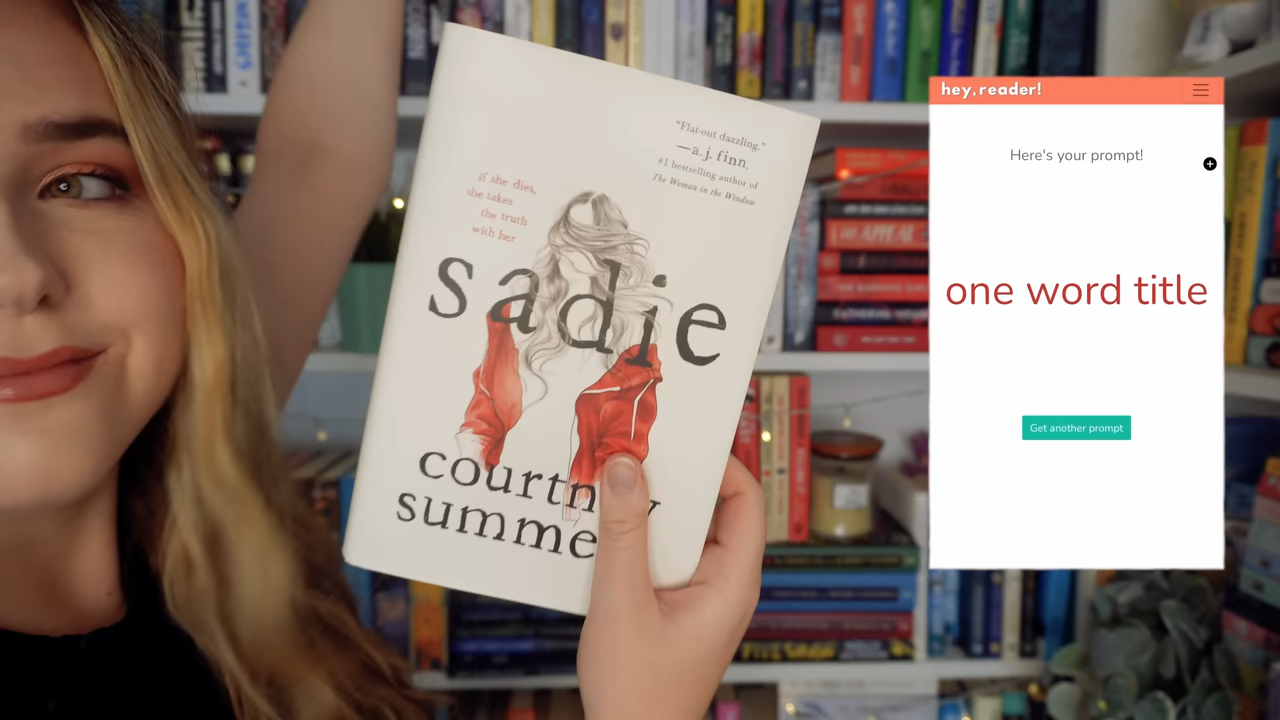 "Flat-out dazzling."
—a.j. finn,
#1 bestselling author of
The Woman in the Window
if she dies,
she takes
the truth
with her
sadie
courtn y
summe
hey, reader!
Here's your prompt!
one word title
Get another prompt
APPEAL